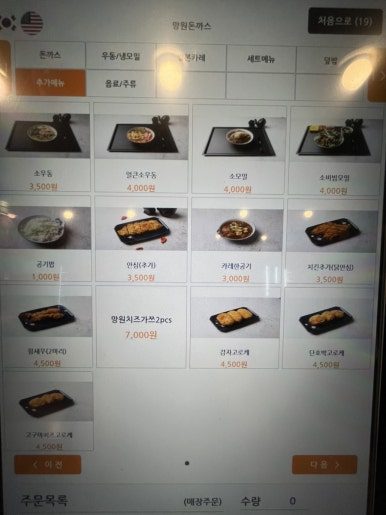 망원돈까스
처음으로 (19)
돈까스
우동/냉모밀
카레
세트메뉴
덮밥
추가메뉴
음료/주류
소우동
3,500원
얼큰소우동
4,000원
소모밀
4,000원
소비빔모밀
4,000원
공기밥
1,000원
안심(추가)
3,500원
카레한공기
3,000원
치킨추가(닭안심)
3,500원
왕새우(2마리)
4,500원
망원치즈가쯔2pcs
7,000원
감자고로케
4,500원
단호박고로케
4,500원
고구마치즈고로케
4,500원
< 이전
다음 >
주문목록
(매장주문)
수량
0